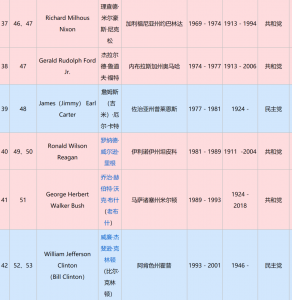 37 46、47 Richard Milhous Nixon 理查德·米尔豪斯·尼克松 加利福尼亚州约巴林达 1969 - 1974 1913 - 1994 共和党
38 47 Gerald Rudolph Ford Jr. 杰拉尔德·鲁道夫·福特 内布拉斯加州奥马哈 1974 - 1977 1913 - 2006 共和党
39 48 James（Jimmy） Earl Carter 詹姆斯（吉米）·厄尔·卡特 佐治亚州普莱恩斯 1977 - 1981 1924 - 民主党
40 49、50 Ronald Wilson Reagan 罗纳德·威尔逊·里根 伊利诺伊州坦皮科 1981 - 1989 1911 -2004 共和党
41 51 George Herbert Walker Bush 乔治·赫伯特·沃克·布什（老布什） 马萨诸塞州米尔顿 1989 - 1993 1924 - 2018 共和党
42 52、53 William Jefferson Clinton （Bill Clinton） 威廉·杰斐逊·克林顿（比尔·克林顿） 阿肯色州霍普 1993 - 2001 1946 - 民主党